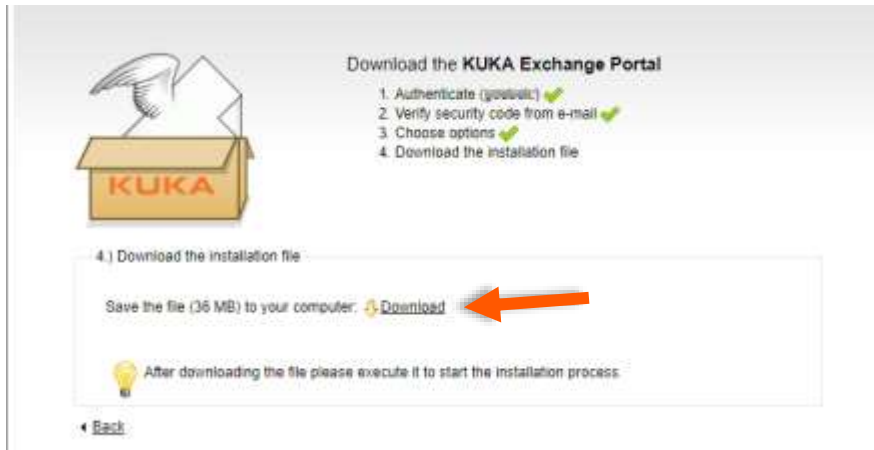 Download the KUKA Exchange Portal
1. Authenticate ( ) 
2. Verify security code from e-mail
3. Choose options
4. Download the installation file
KUKA
4.) Download the installation file
Save the file (36 MB) to your computer: Download
After downloading the file please execute it to start the installation process.
Back